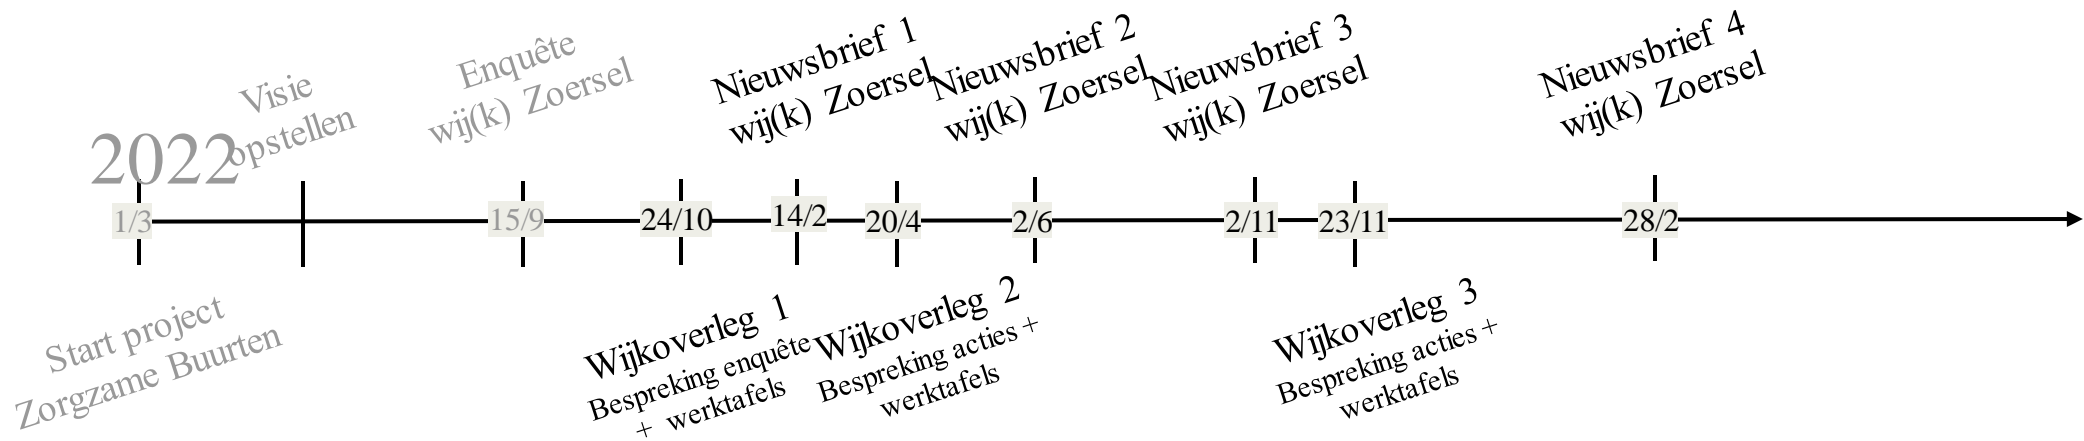 2022
Visie
opstellen
Enquête
wij(k) Zoersel
Nieuwsbrief 1
wij(k) Zoersel
Nieuwsbrief 2
wij(k) Zoersel
Nieuwsbrief 3
wij(k) Zoersel
Nieuwsbrief 4
wij(k) Zoersel
1/3
15/9
24/10
14/2
20/4
2/6
2/11
23/11
28/2
Start project
Zorgzame Buurten
Wijkoverleg 1
Bespreking enquête
+ werktafels
Wijkoverleg 2
Bespreking acties +
werktafels
Wijkoverleg 3
Bespreking acties +
werktafels